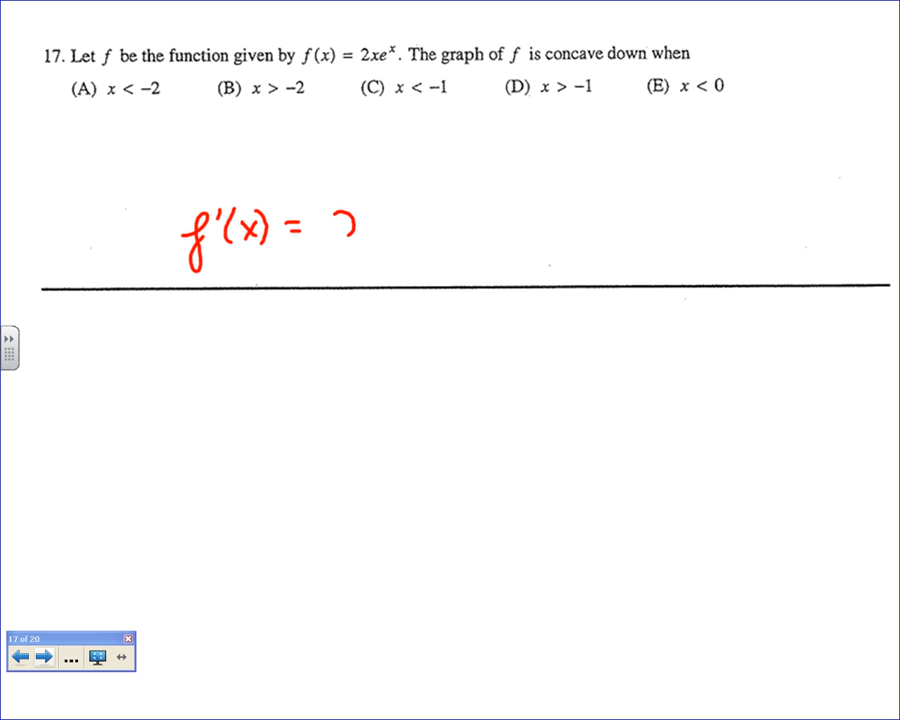 17. Let f be the function given by f(x) = 2xeˣ. The graph of f is concave down when
(A) x < −2 (B) x > −2 (C) x < −1 (D) x > −1 (E) x < 0
f'(x) =
17 of 20